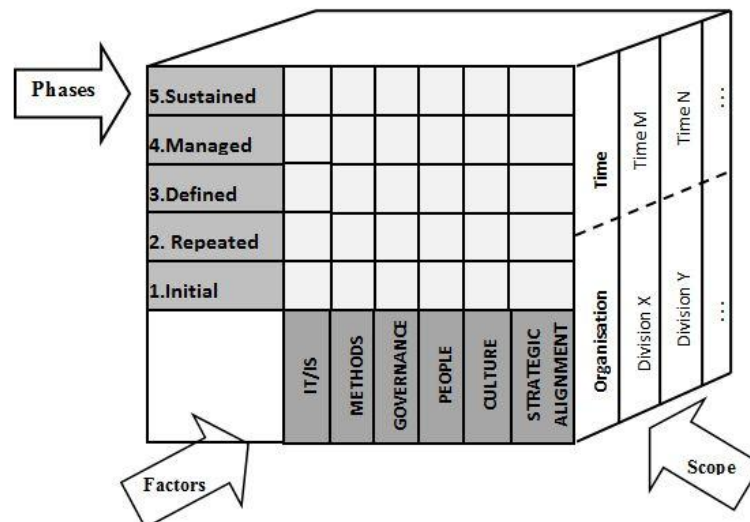 Phases
5.Sustained
4.Managed
3.Defined
2. Repeated
1.Initial
IT/IS
METHODS
GOVERNANCE
PEOPLE
CULTURE
STRATEGIC
ALIGNMENT
Time
Time M
Time N
...
Organisation
Division X
Division Y
...
Factors
Scope